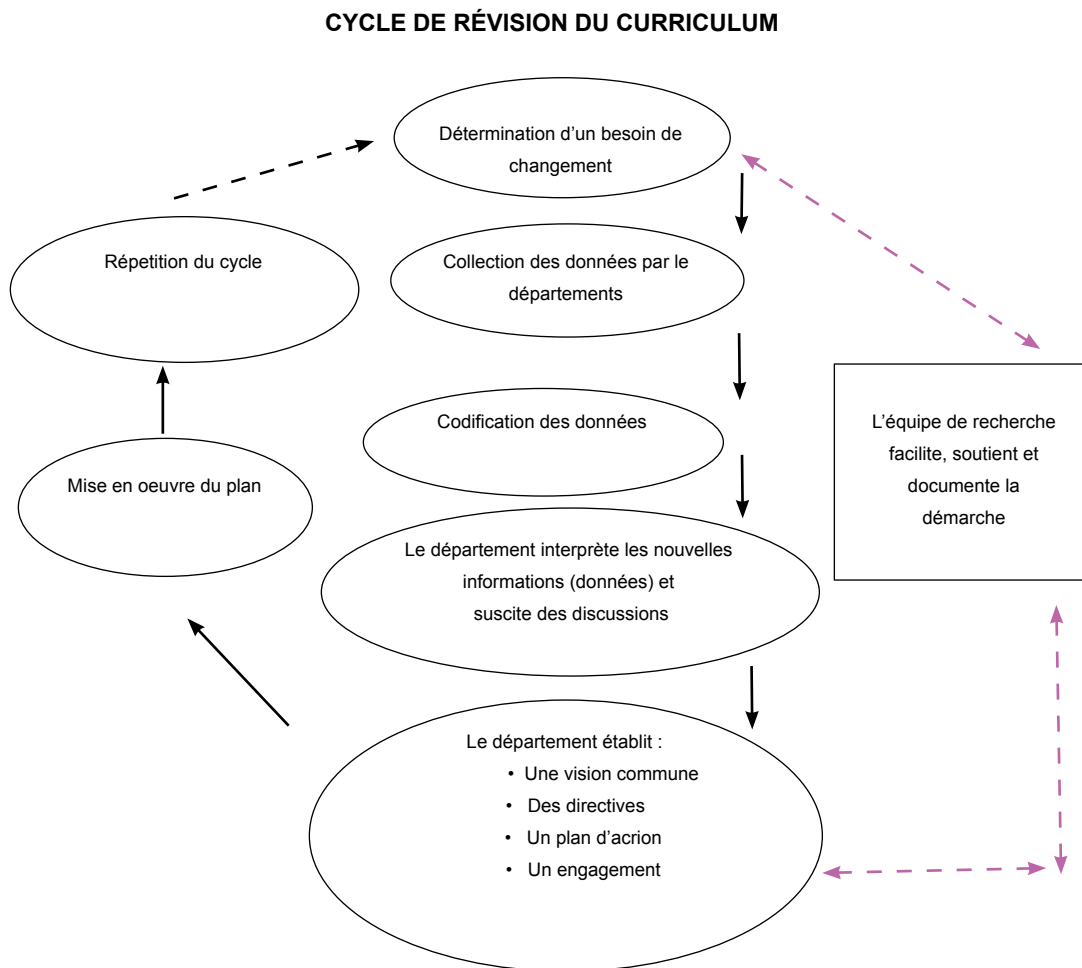 CYCLE DE RÉVISION DU CURRICULUM
Détermination d'un besoin de
changement
Répetition du cycle
Collection des données par le
départements
Codification des données
L'équipe de recherche
facilite, soutient et
documente la
démarche
Mise en oeuvre du plan
Le département interprète les nouvelles
informations (données) et
suscite des discussions
Le département établit :
• Une vision commune
• Des directives
• Un plan d'acrion
• Un engagement